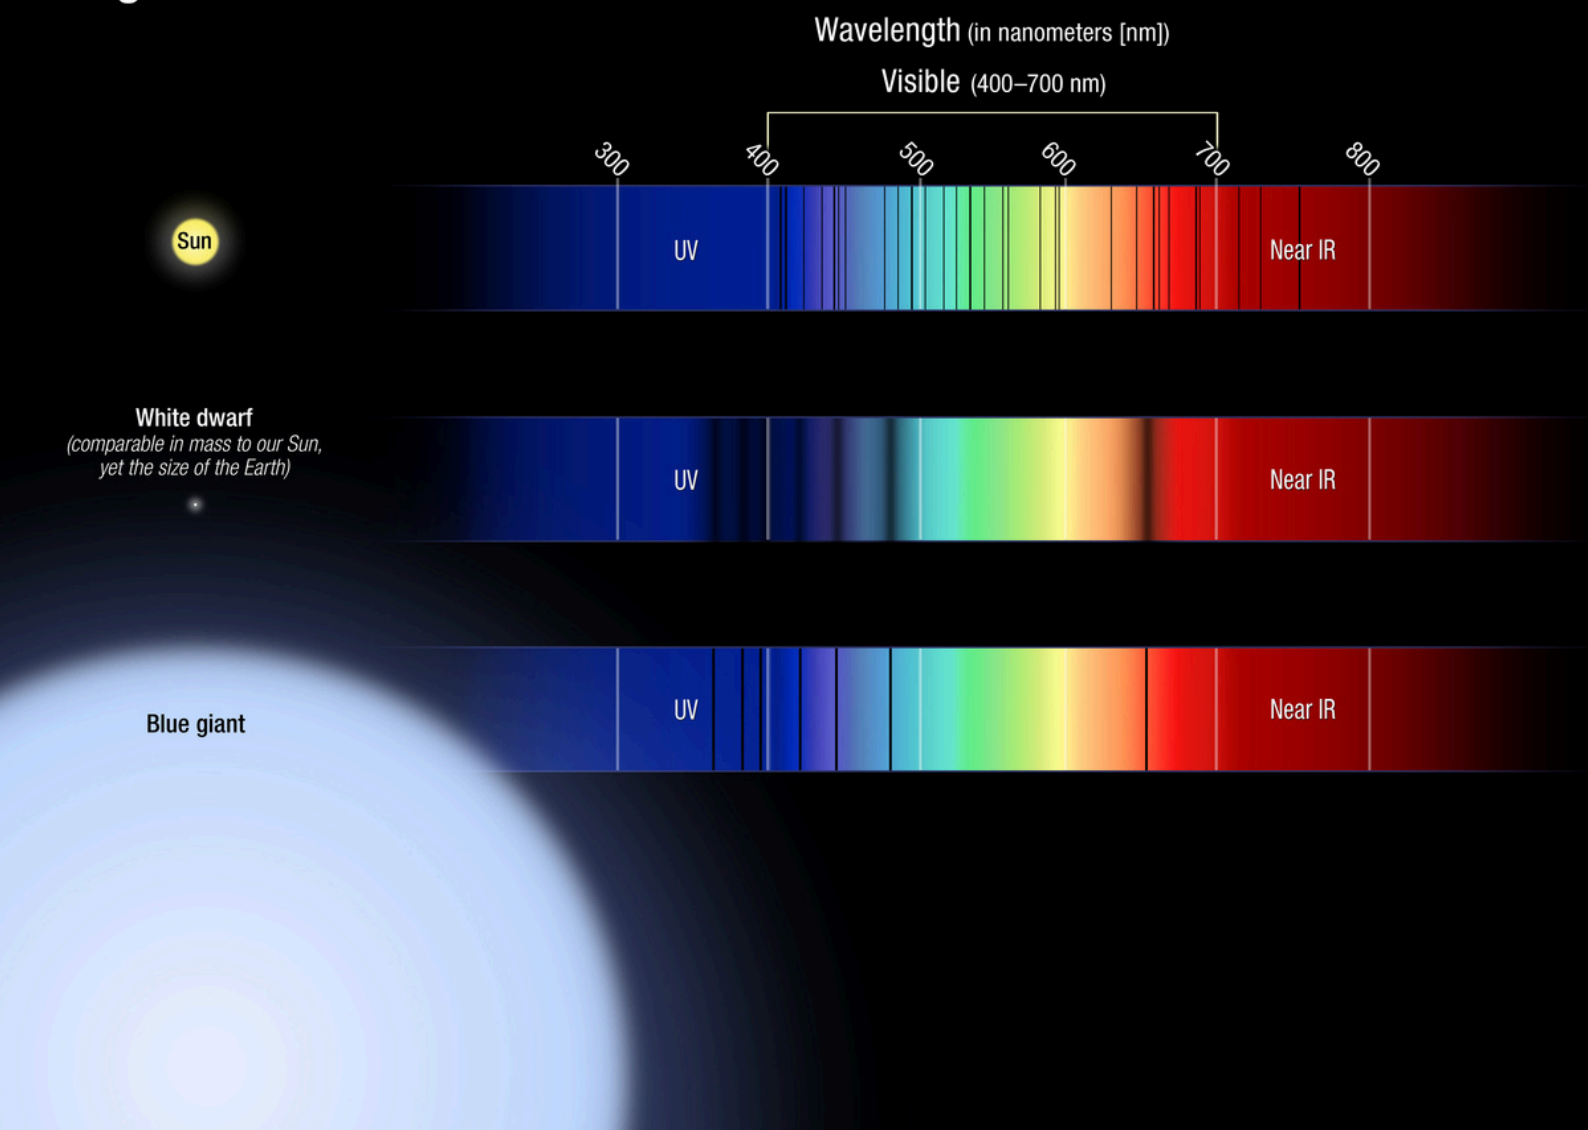 Wavelength (in nanometers [nm])
Visible (400–700 nm)
300 400 500 600 700 800
Sun
UV
Near IR
White dwarf
(comparable in mass to our Sun,
yet the size of the Earth)
UV
Near IR
Blue giant
UV
Near IR